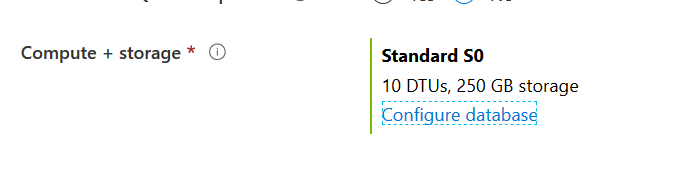 Compute + storage *
Standard S0
10 DTUs, 250 GB storage
Configure database